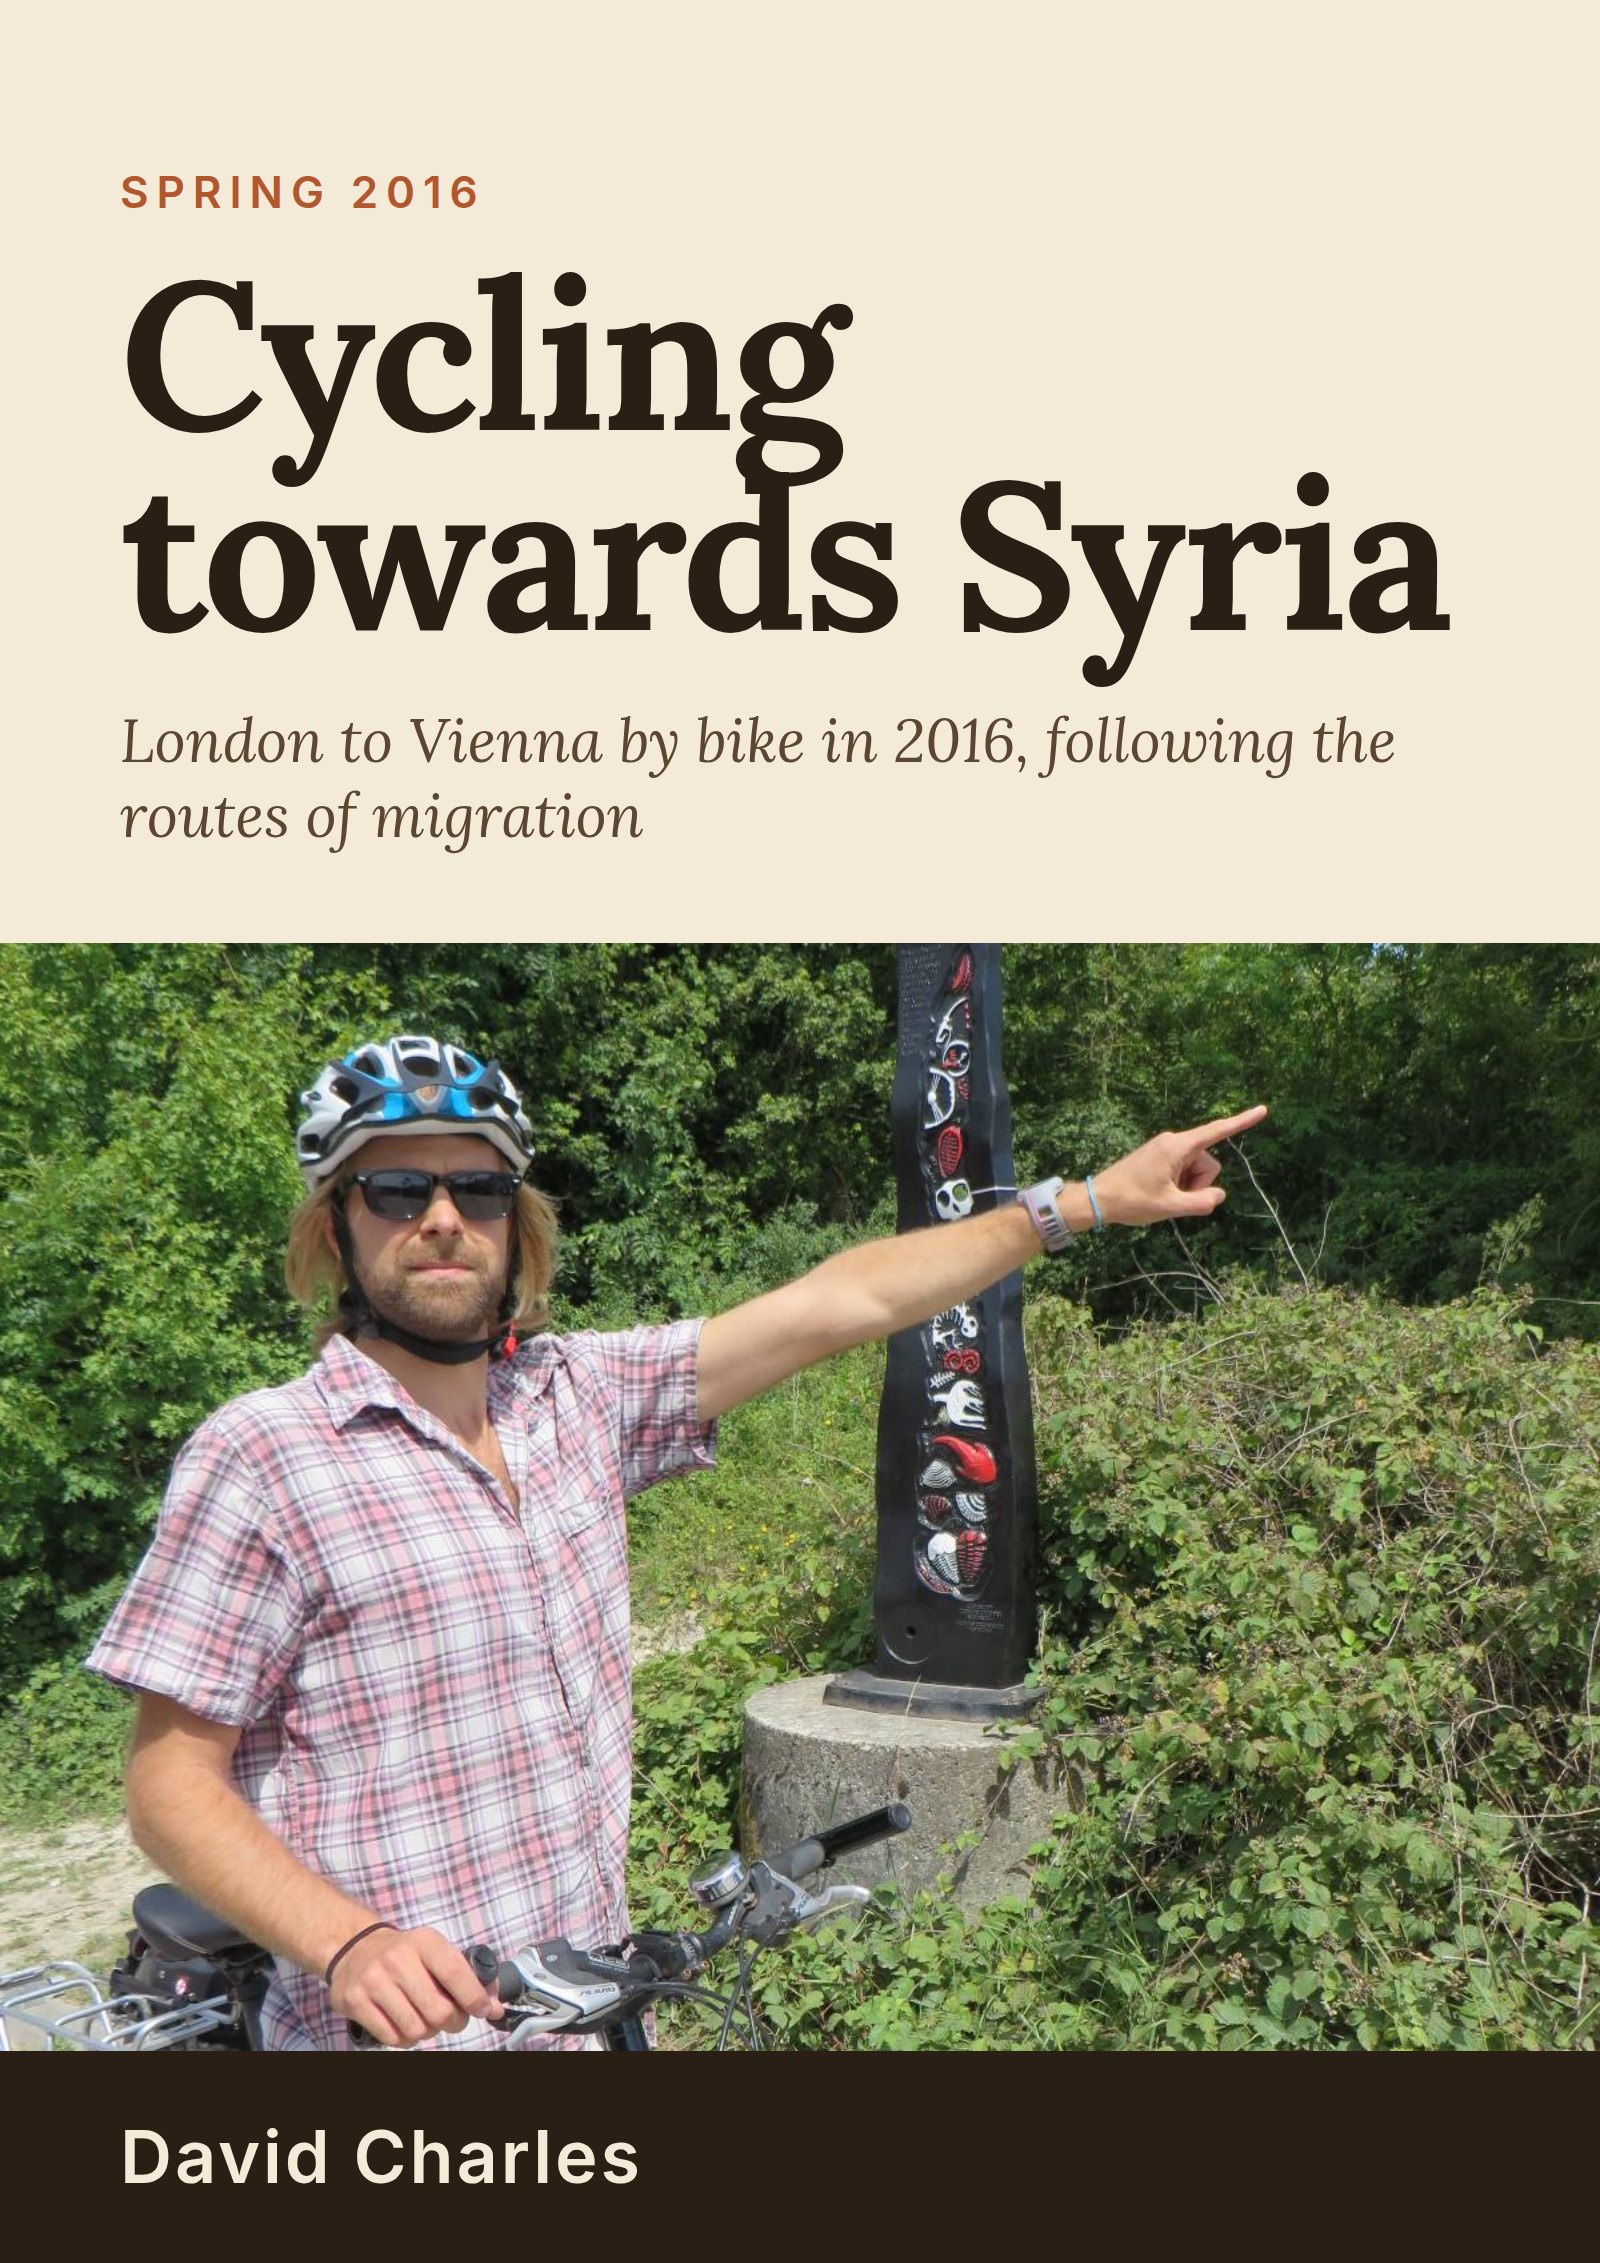 SPRING 2016
Cycling
towards Syria
London to Vienna by bike in 2016, following the
routes of migration
David Charles